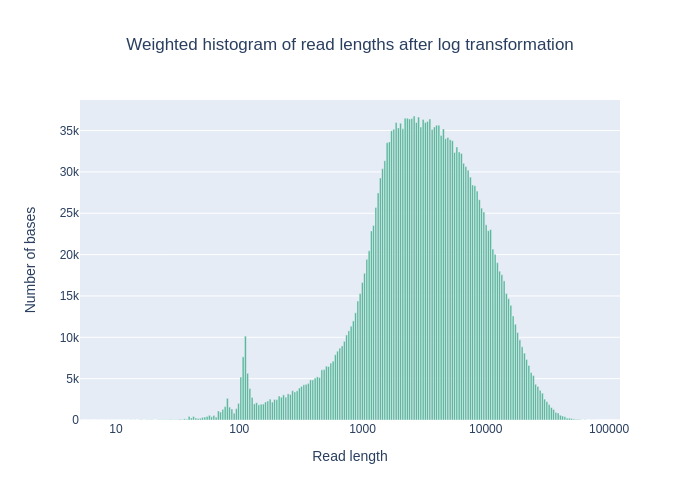 Weighted histogram of read lengths after log transformation
Number of bases
35k
30k
25k
20k
15k
10k
5k
0
10 100 1000 10000 100000
Read length